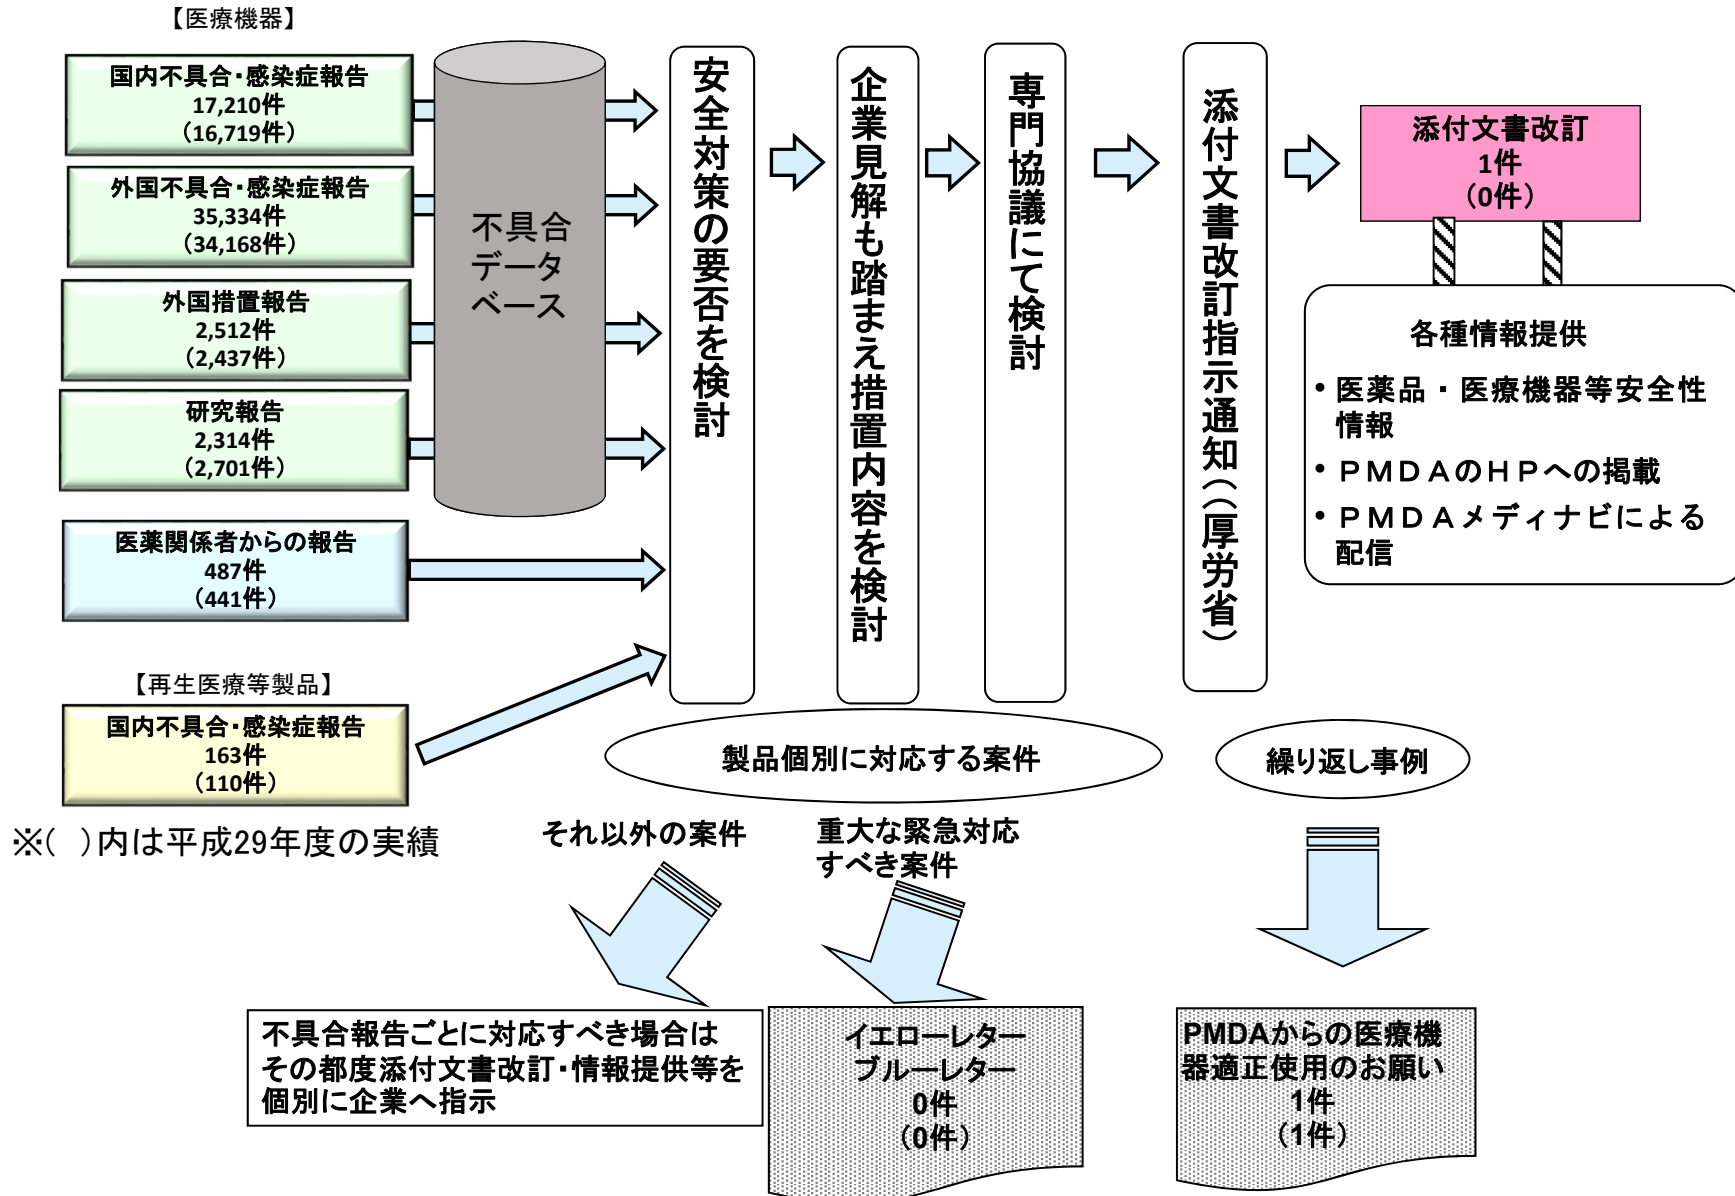 【医療機器】
国内不具合・感染症報告
17,210件
(16,719件)
外国不具合・感染症報告
35,334件
(34,168件)
外国措置報告
2,512件
(2,437件)
研究報告
2,314件
(2,701件)
医薬関係者からの報告
487件
(441件)
【再生医療等製品】
国内不具合・感染症報告
163件
(110件)
※( )内は平成29年度の実績
不具合
データ
ベース
安全対策の要否を検討
企業見解も踏まえ措置内容を検討
専門協議にて検討
添付文書改訂指示通知((厚労省)
添付文書改訂
1件
(0件)
各種情報提供
• 医薬品・医療機器等安全性
情報
• PMDAのHPへの掲載
• PMDAメディナビによる
配信
製品個別に対応する案件
繰り返し事例
それ以外の案件
重大な緊急対応
すべき案件
不具合報告ごとに対応すべき場合は
その都度添付文書改訂・情報提供等を
個別に企業へ指示
イエローレター
ブルーレター
0件
(0件)
PMDAからの医療機
器適正使用のお願い
1件
(1件)